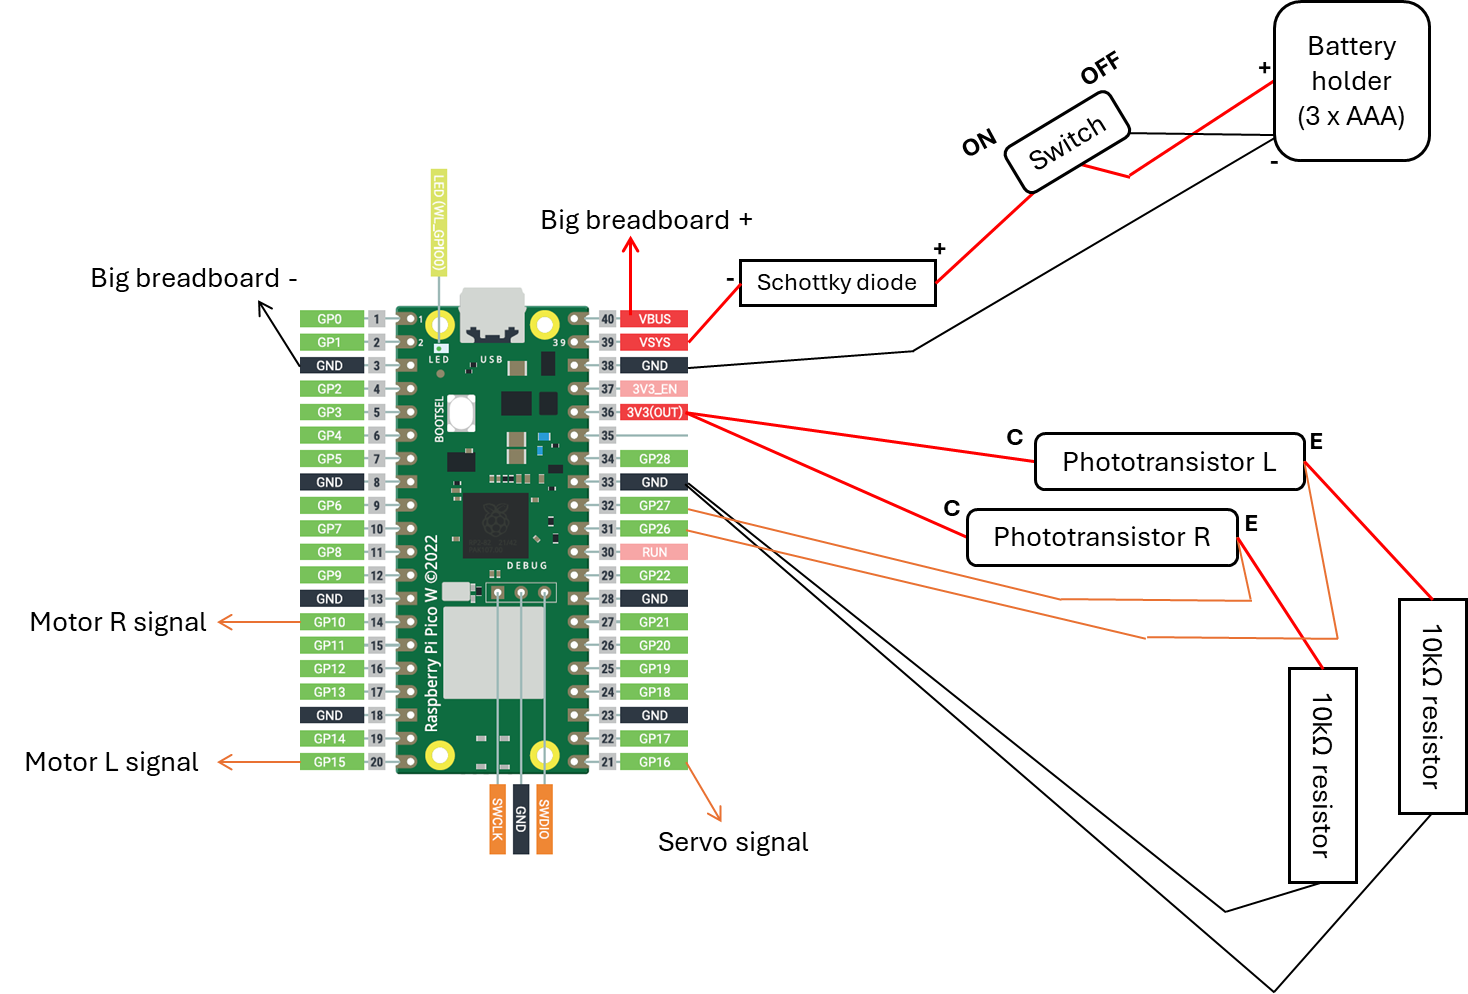 Battery
holder
(3 x AAA)
+
-
OFF
ON
Switch
LED (WL_GPIO0)
Big breadboard +
Big breadboard -
+
-
Schottky diode
GP0 1
GP1 2
GND 3
GP2 4
GP3 5
GP4 6
GP5 7
GND 8
GP6 9
GP7 10
GP8 11
GP9 12
GND 13
GP10 14
GP11 15
GP12 16
GP13 17
GND 18
GP14 19
GP15 20
1
2
39
LED
USB
BOOTSEL
DEBUG
Raspberry Pi Pico W ©2022
40 VBUS
39 VSYS
38 GND
37 3V3_EN
36 3V3(OUT)
35
34 GP28
33 GND
32 GP27
31 GP26
30 RUN
29 GP22
28 GND
27 GP21
26 GP20
25 GP19
24 GP18
23 GND
22 GP17
21 GP16
SWCLK
GND
SWDIO
Motor R signal
Motor L signal
Servo signal
C
Phototransistor L
E
C
Phototransistor R
E
10kΩ resistor
10kΩ resistor